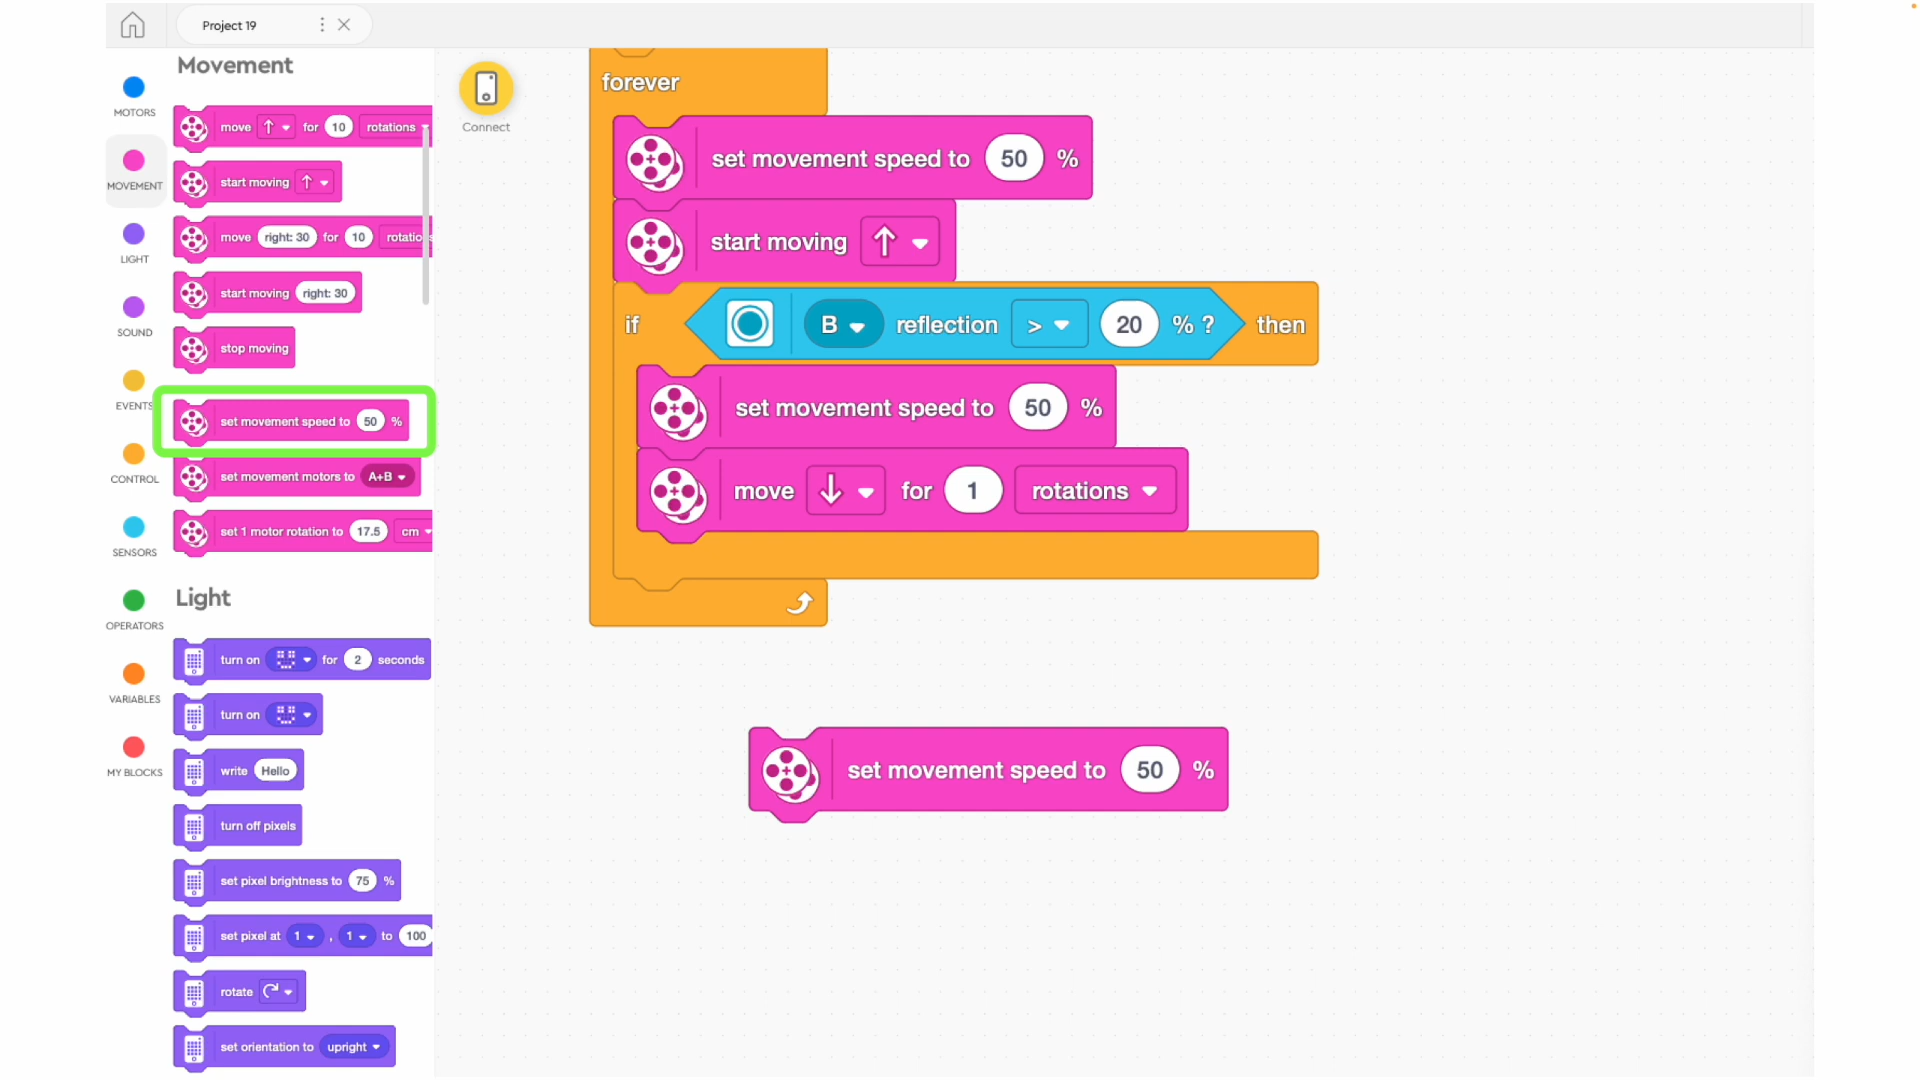 Project 19
MOTORS
MOVEMENT
LIGHT
SOUND
EVENTS
CONTROL
SENSORS
OPERATORS
VARIABLES
MY BLOCKS
Movement
move for 10 rotations
start moving
move right: 30 for 10
start moving right: 30
stop moving
set movement speed to 50 %
set movement motors to A+B
set 1 motor rotation to 17.5 cm
Light
turn on for 2 seconds
turn on
write Hello
turn off pixels
set pixel brightness to 75 %
set pixel at 1 , 1 to 100
rotate
set orientation to upright
Connect
forever
set movement speed to 50 %
start moving
if B reflection > 20 % ? then
set movement speed to 50 %
move for 1 rotations
set movement speed to 50 %